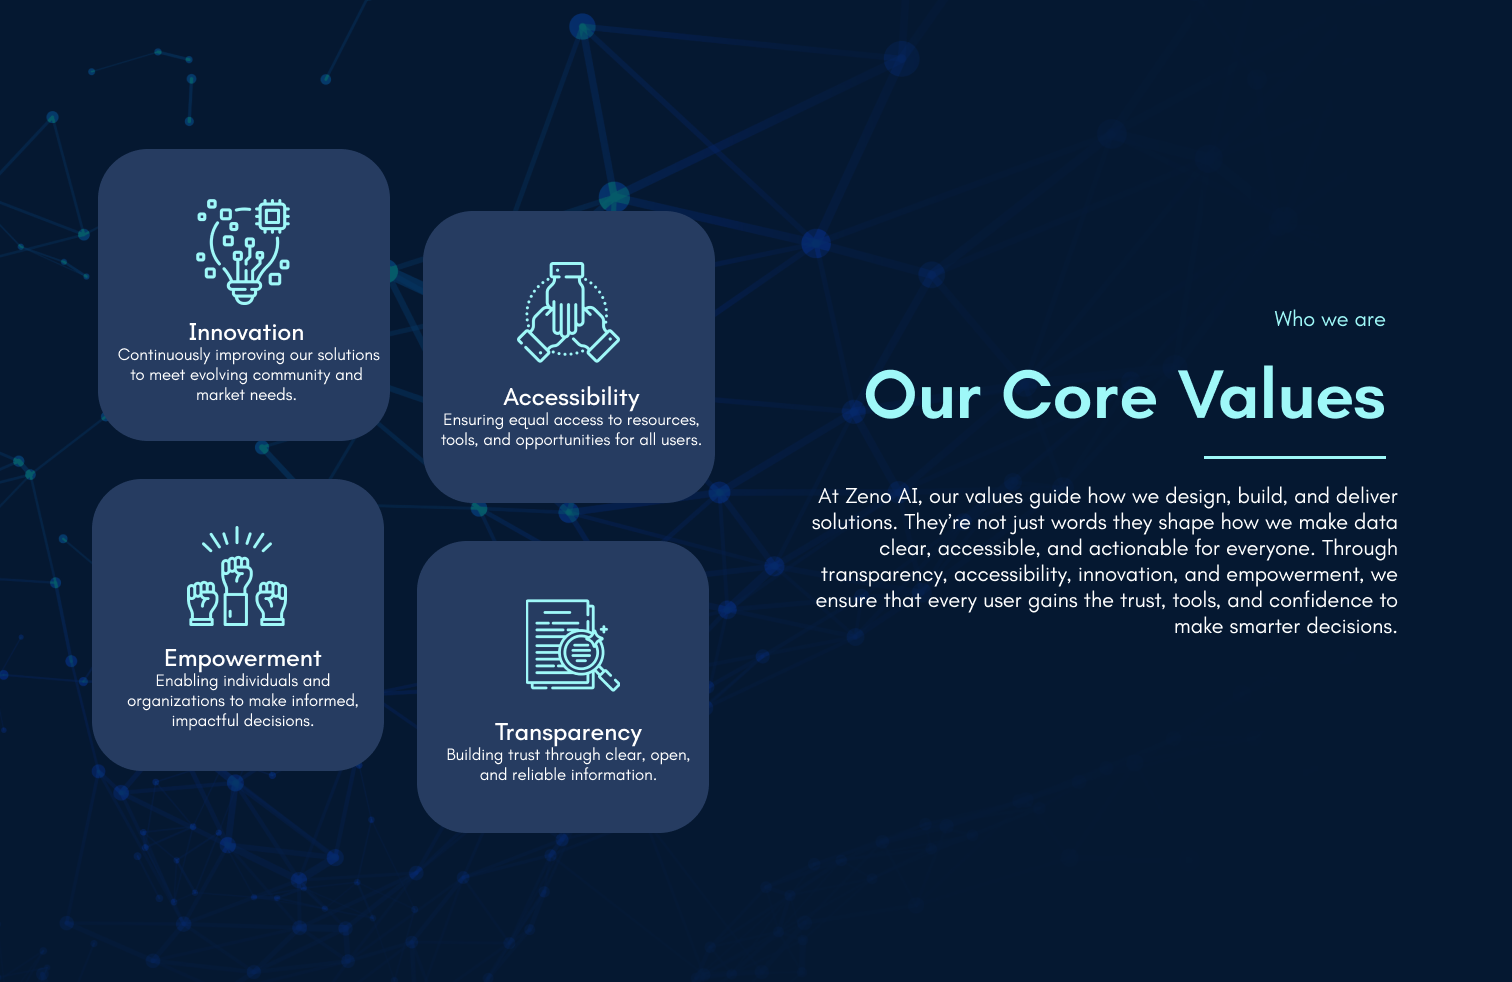 Innovation
Continuously improving our solutions
to meet evolving community and
market needs.
Accessibility
Ensuring equal access to resources,
tools, and opportunities for all users.
Empowerment
Enabling individuals and
organizations to make informed,
impactful decisions.
Transparency
Building trust through clear, open,
and reliable information.
Who we are
Our Core Values
At Zeno AI, our values guide how we design, build, and deliver
solutions. They’re not just words they shape how we make data
clear, accessible, and actionable for everyone. Through
transparency, accessibility, innovation, and empowerment, we
ensure that every user gains the trust, tools, and confidence to
make smarter decisions.